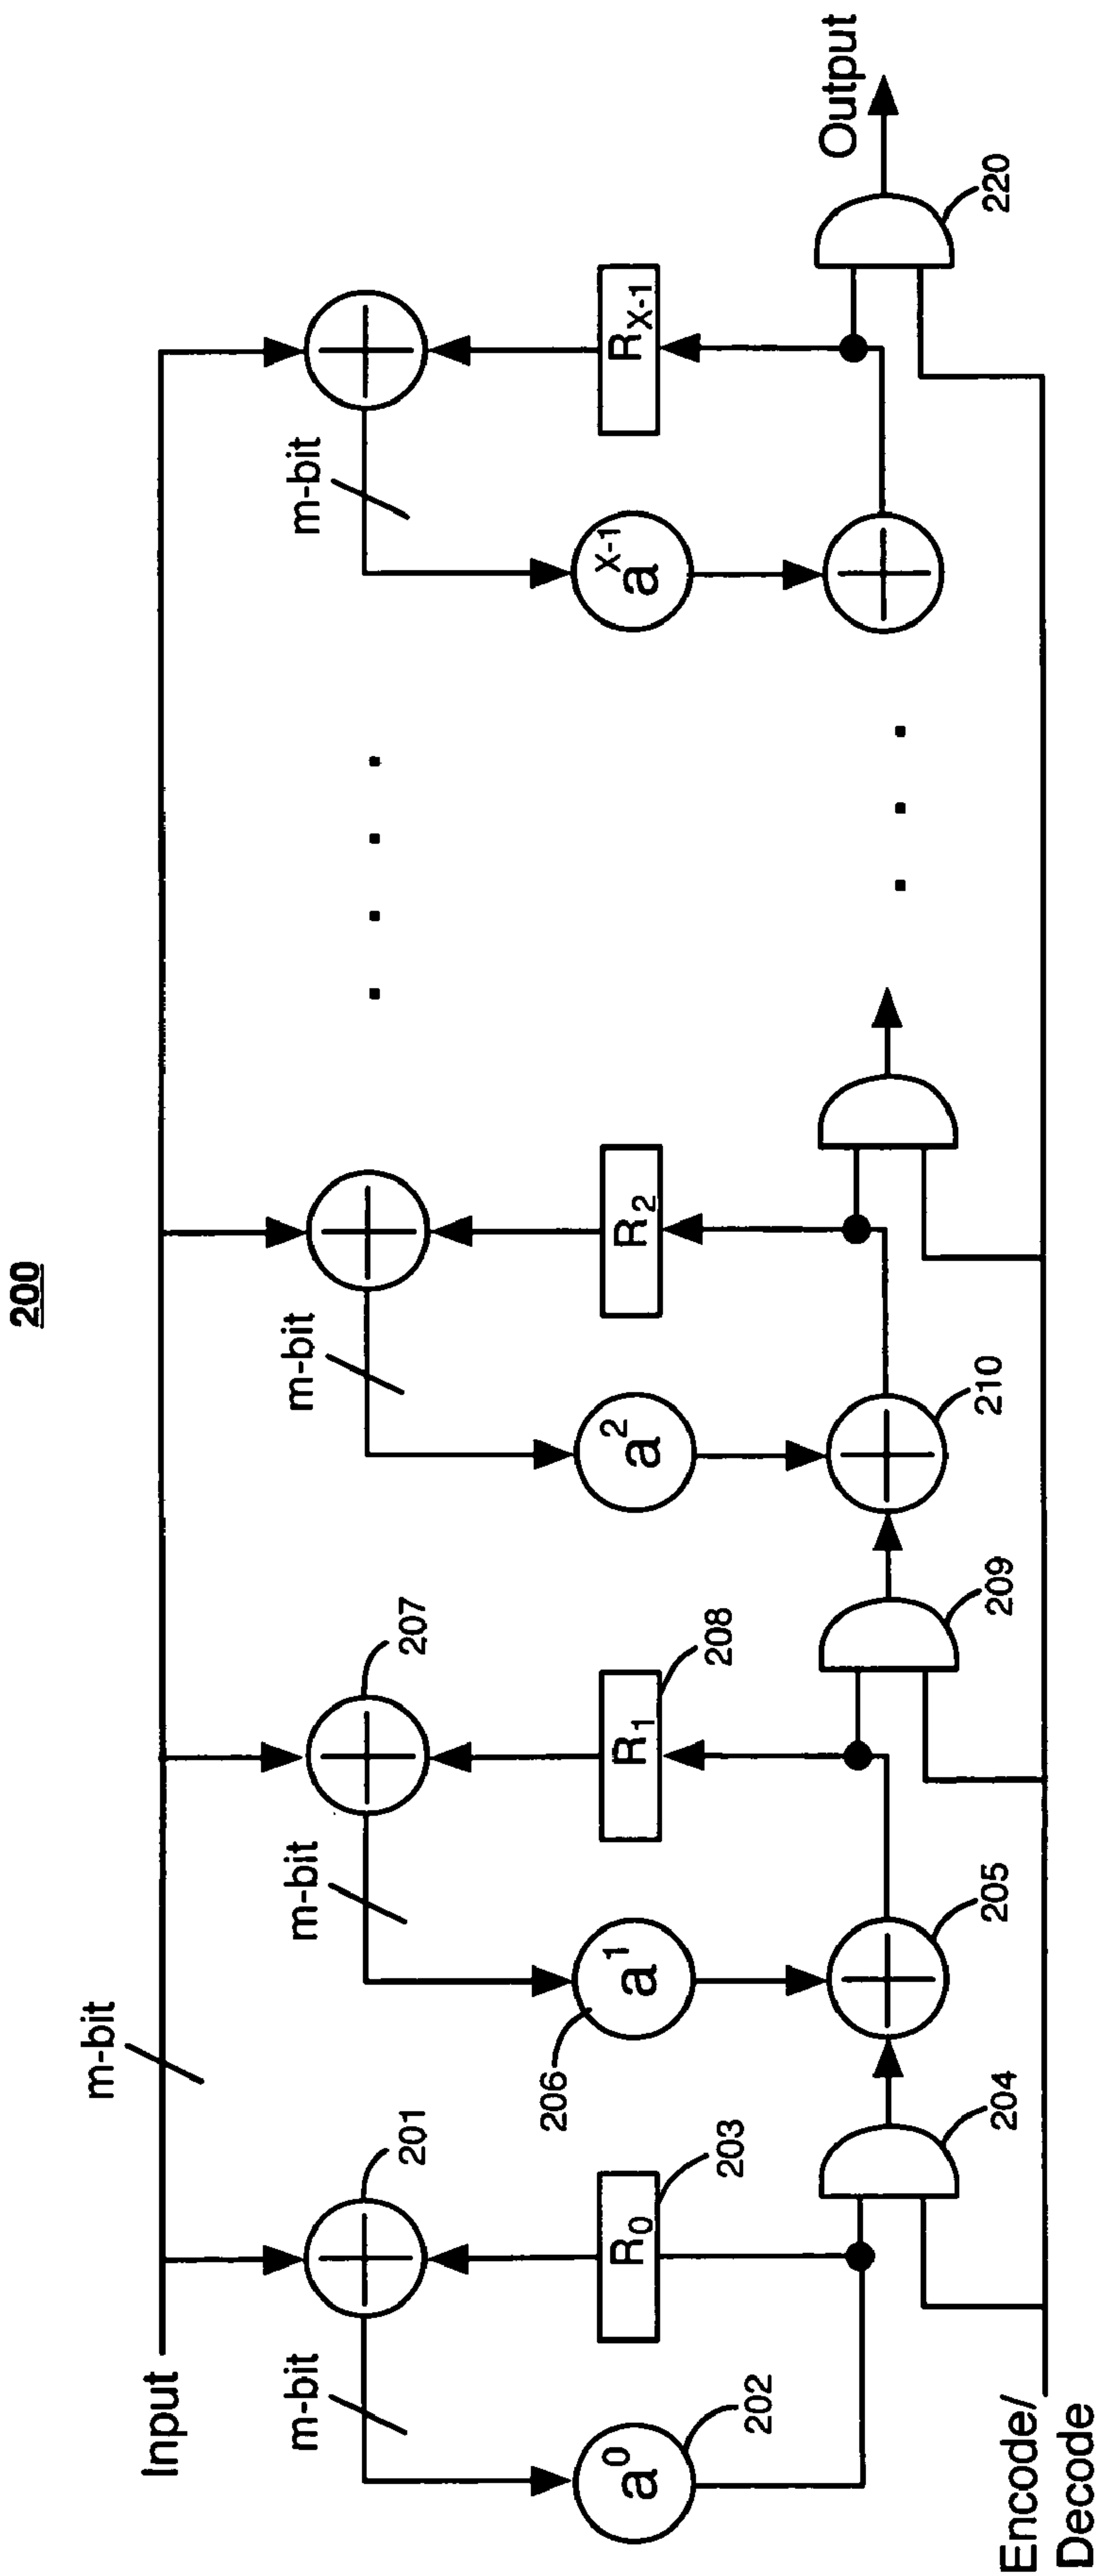 200
Input
m-bit
201
m-bit
a⁰
202
R₀
203
204
207
m-bit
a¹
206
R₁
208
205
209
m-bit
a²
R₂
210
m-bit
aˣ⁻¹
R_X-1
220
Output
Encode/
Decode